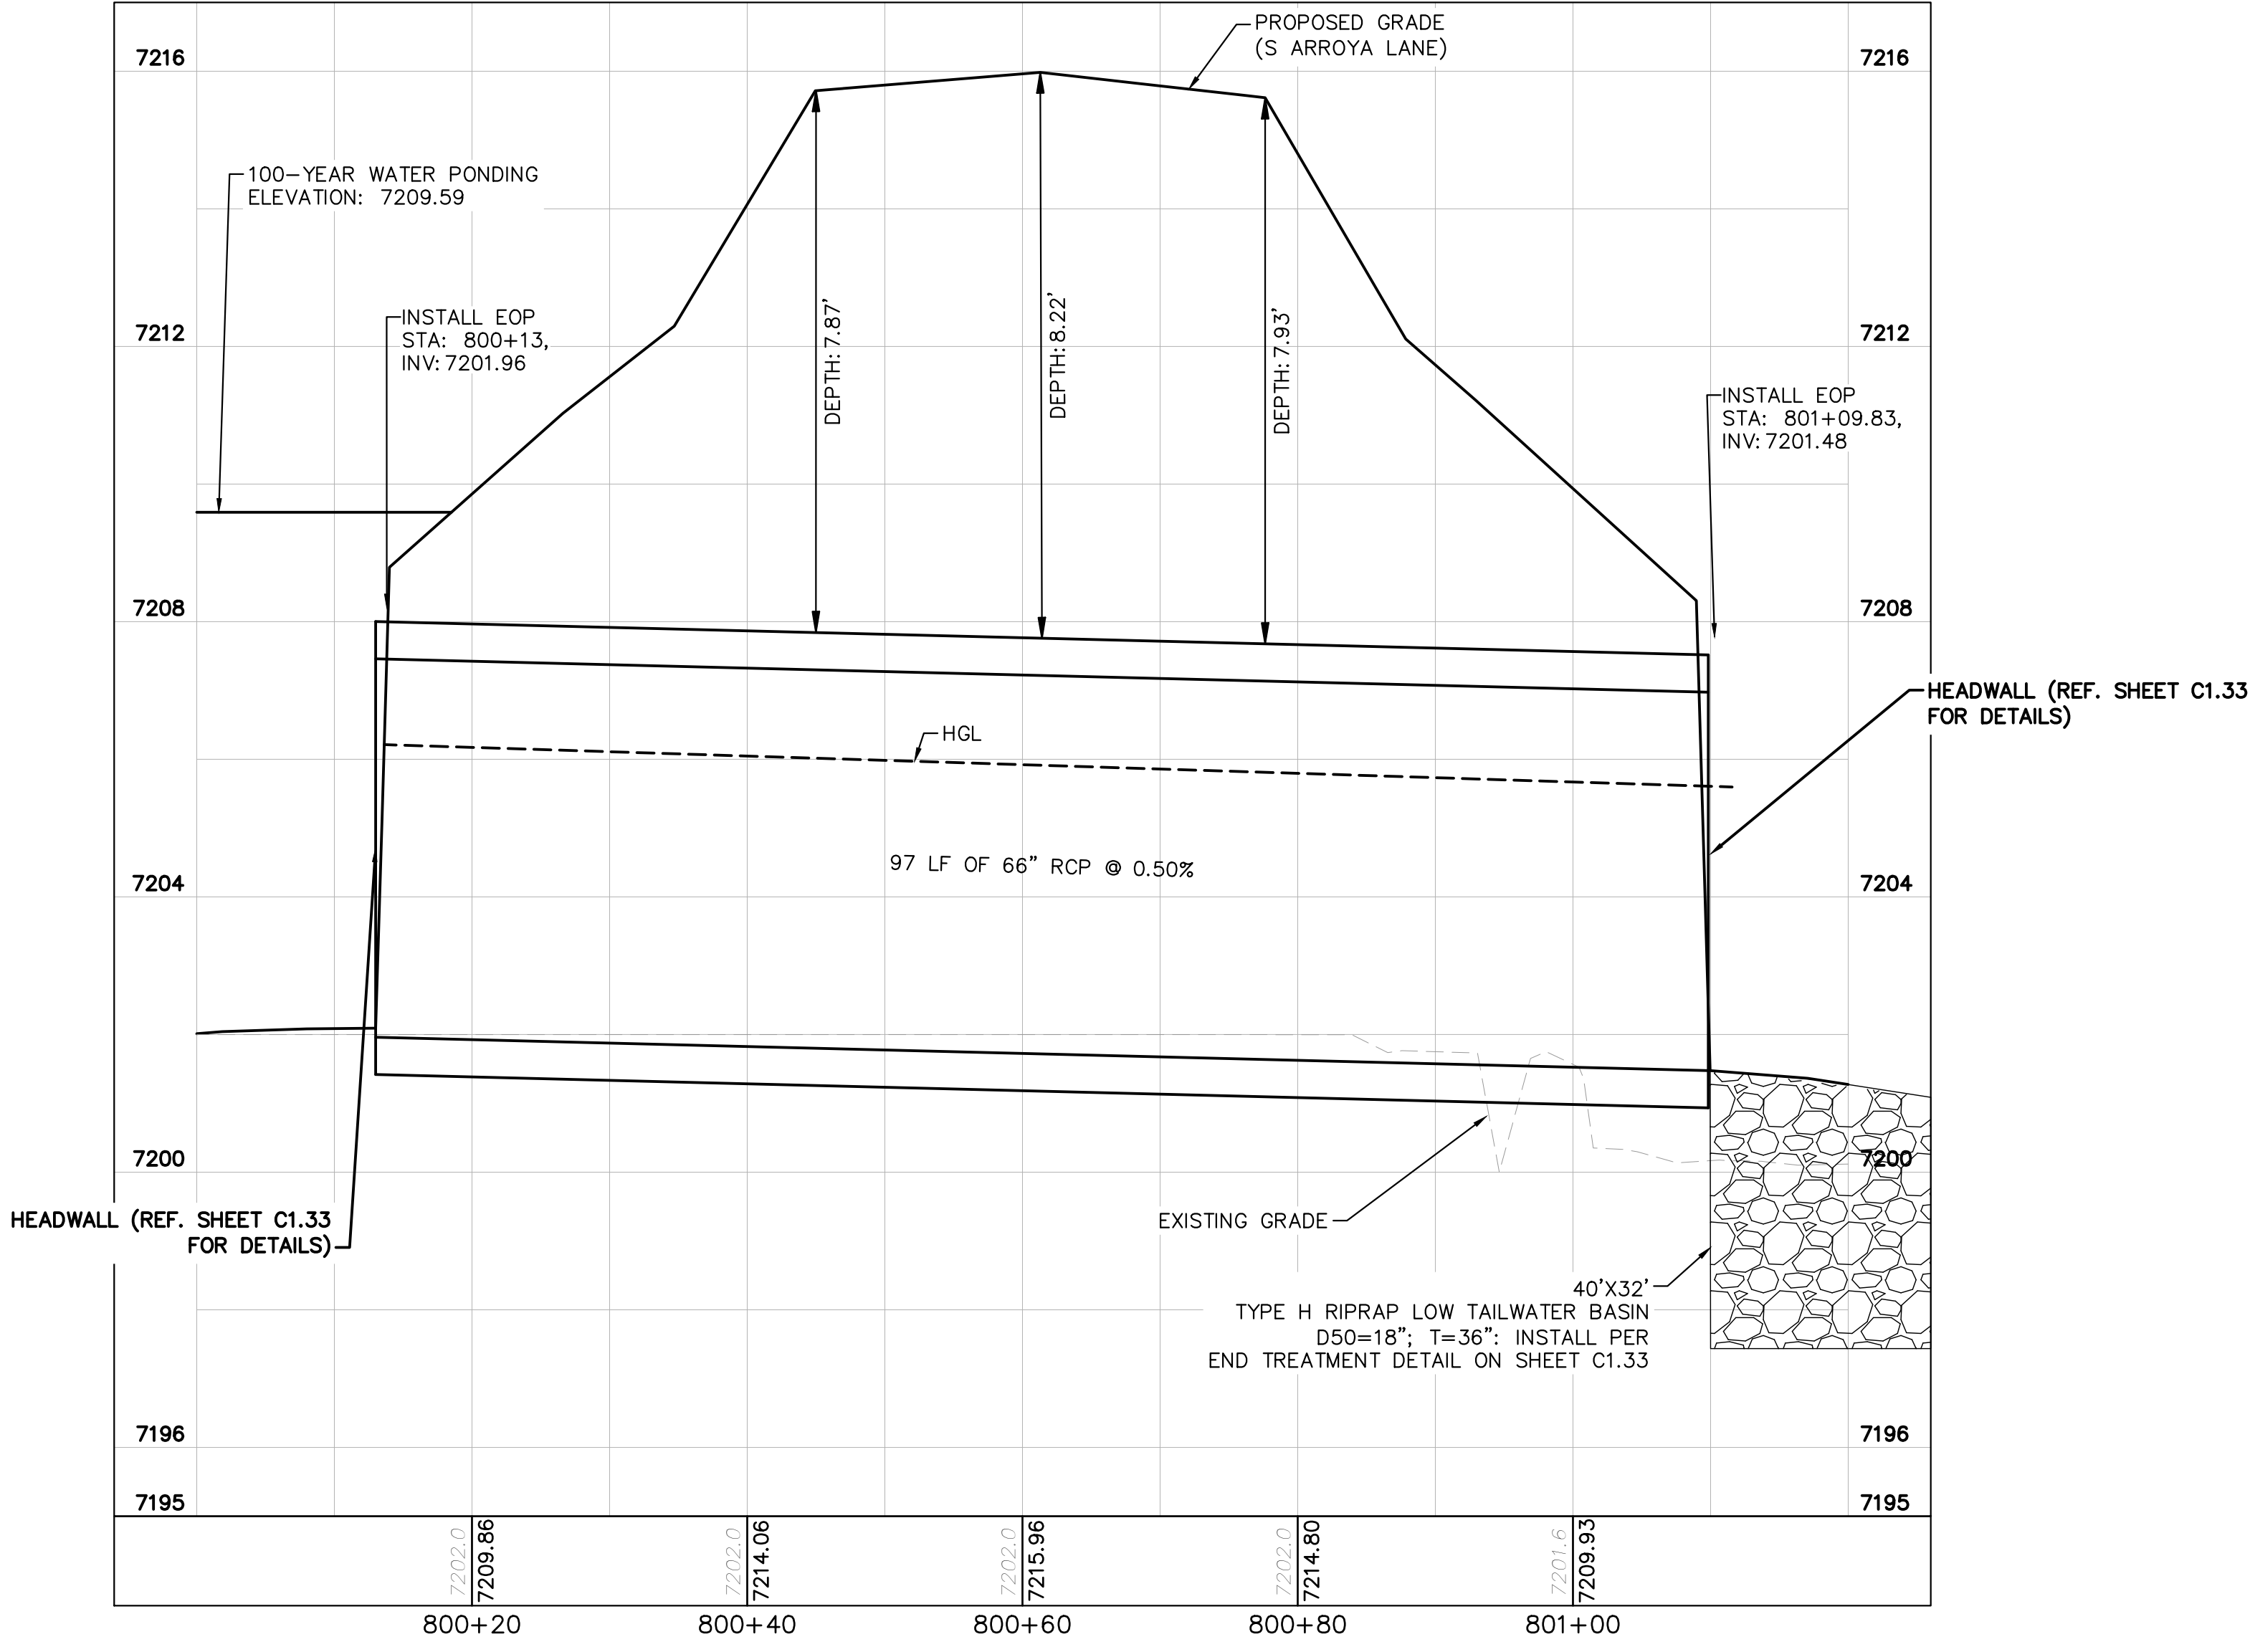 PROPOSED GRADE
(S ARROYA LANE)
7216
7216
100-YEAR WATER PONDING
ELEVATION: 7209.59
INSTALL EOP
STA: 800+13,
INV: 7201.96
7212
7212
DEPTH: 7.87'
DEPTH: 8.22'
DEPTH: 7.93'
INSTALL EOP
STA: 801+09.83,
INV: 7201.48
7208
7208
HEADWALL (REF. SHEET C1.33
FOR DETAILS)
HGL
97 LF OF 66" RCP @ 0.50%
7204
7204
7200
7200
HEADWALL (REF. SHEET C1.33
FOR DETAILS)
EXISTING GRADE
40'X32'
TYPE H RIPRAP LOW TAILWATER BASIN
D50=18"; T=36": INSTALL PER
END TREATMENT DETAIL ON SHEET C1.33
7196
7196
7195
7195
7202.0
7209.86
7202.0
7214.06
7202.0
7215.96
7202.0
7214.80
7201.6
7209.93
800+20
800+40
800+60
800+80
801+00